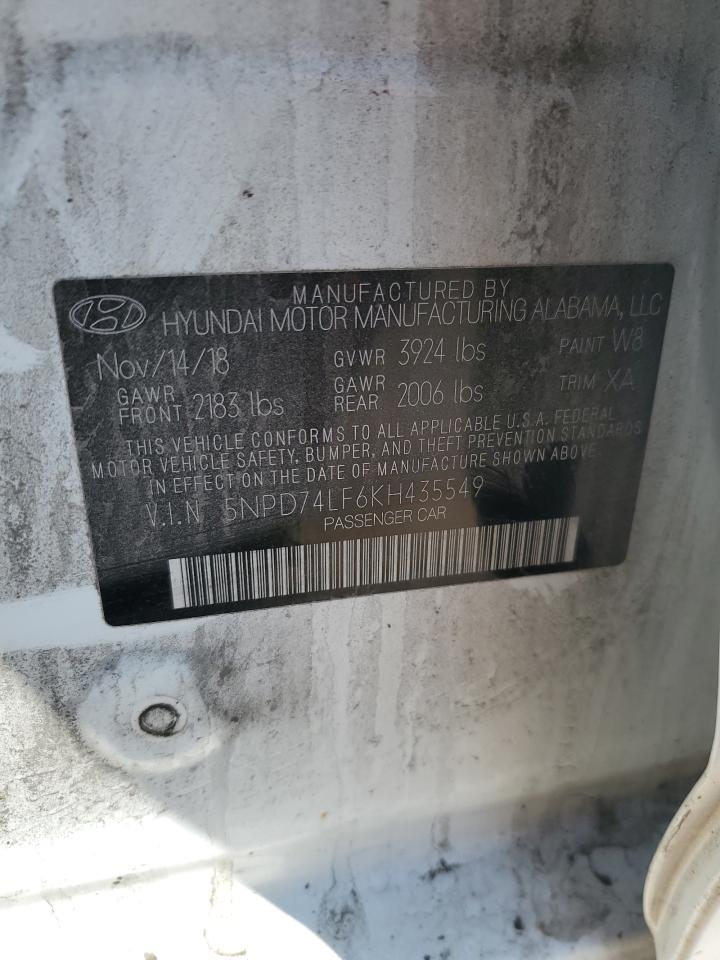 MANUFACTURED BY
HYUNDAI MOTOR MANUFACTURING ALABAMA, LLC
Nov/14/18 GVWR 3924 lbs PAINT W8
GAWR FRONT 2183 lbs GAWR REAR 2006 lbs TRIM XA
THIS VEHICLE CONFORMS TO ALL APPLICABLE U.S.A. FEDERAL
MOTOR VEHICLE SAFETY, BUMPER, AND THEFT PREVENTION STANDARDS
IN EFFECT ON THE DATE OF MANUFACTURE SHOWN ABOVE.
V.I.N 5NPD74LF6KH435549
PASSENGER CAR